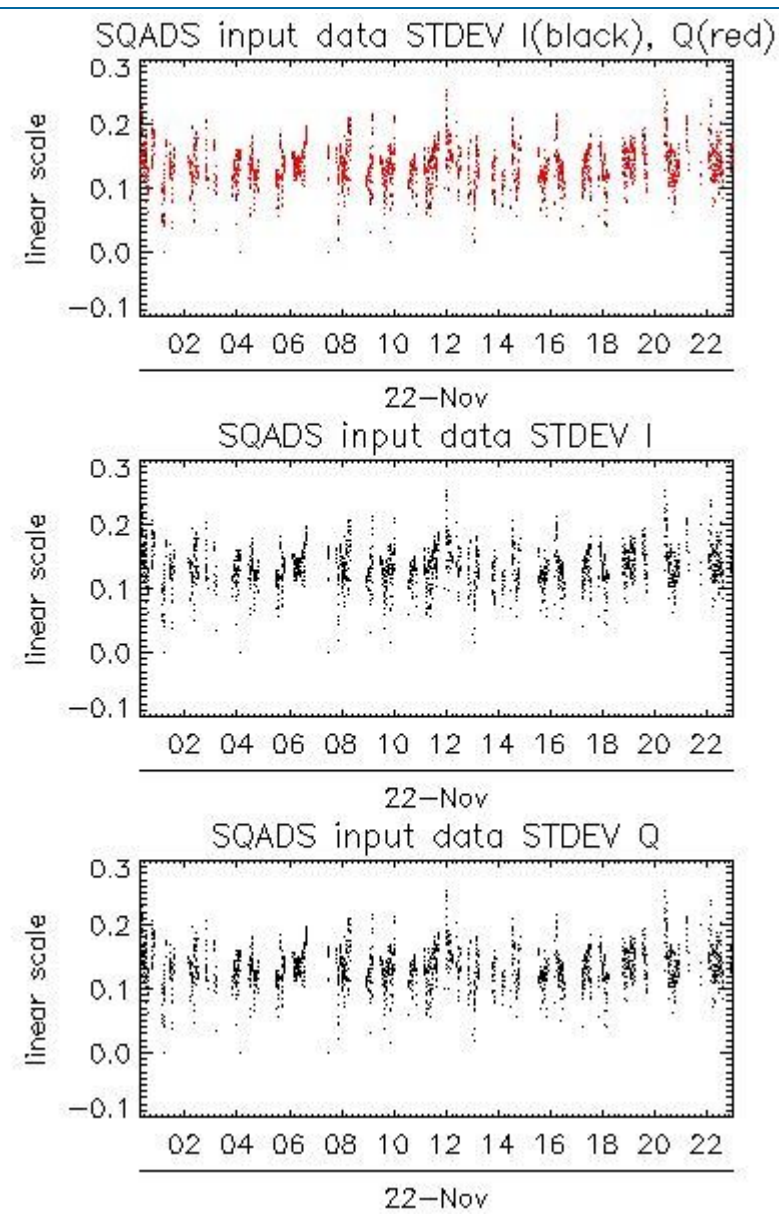 SQADS input data STDEV I(black), Q(red)
0.3
0.2
0.1
0.0
−0.1
linear scale
02 04 06 08 10 12 14 16 18 20 22
22−Nov
SQADS input data STDEV I
0.3
0.2
0.1
0.0
−0.1
linear scale
02 04 06 08 10 12 14 16 18 20 22
22−Nov
SQADS input data STDEV Q
0.3
0.2
0.1
0.0
−0.1
linear scale
02 04 06 08 10 12 14 16 18 20 22
22−Nov